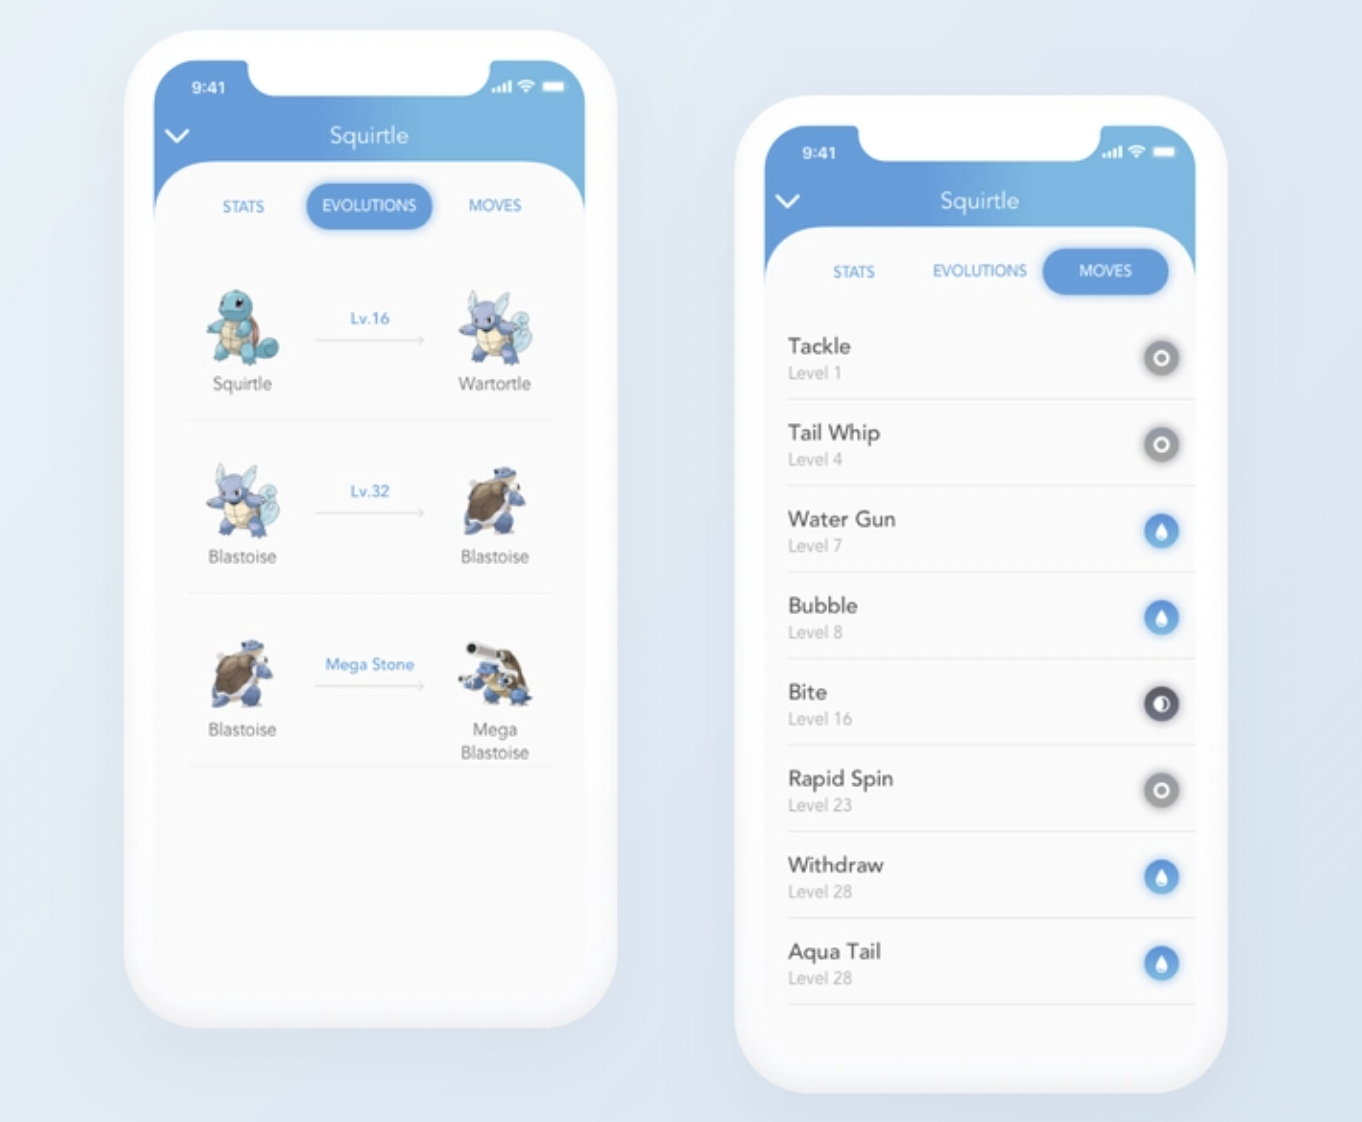 9:41
Squirtle
STATS EVOLUTIONS MOVES
Lv.16
Squirtle Wartortle
Lv.32
Blastoise Blastoise
Mega Stone
Blastoise Mega
Blastoise
9:41
Squirtle
STATS EVOLUTIONS MOVES
Tackle
Level 1
Tail Whip
Level 4
Water Gun
Level 7
Bubble
Level 8
Bite
Level 16
Rapid Spin
Level 23
Withdraw
Level 28
Aqua Tail
Level 28